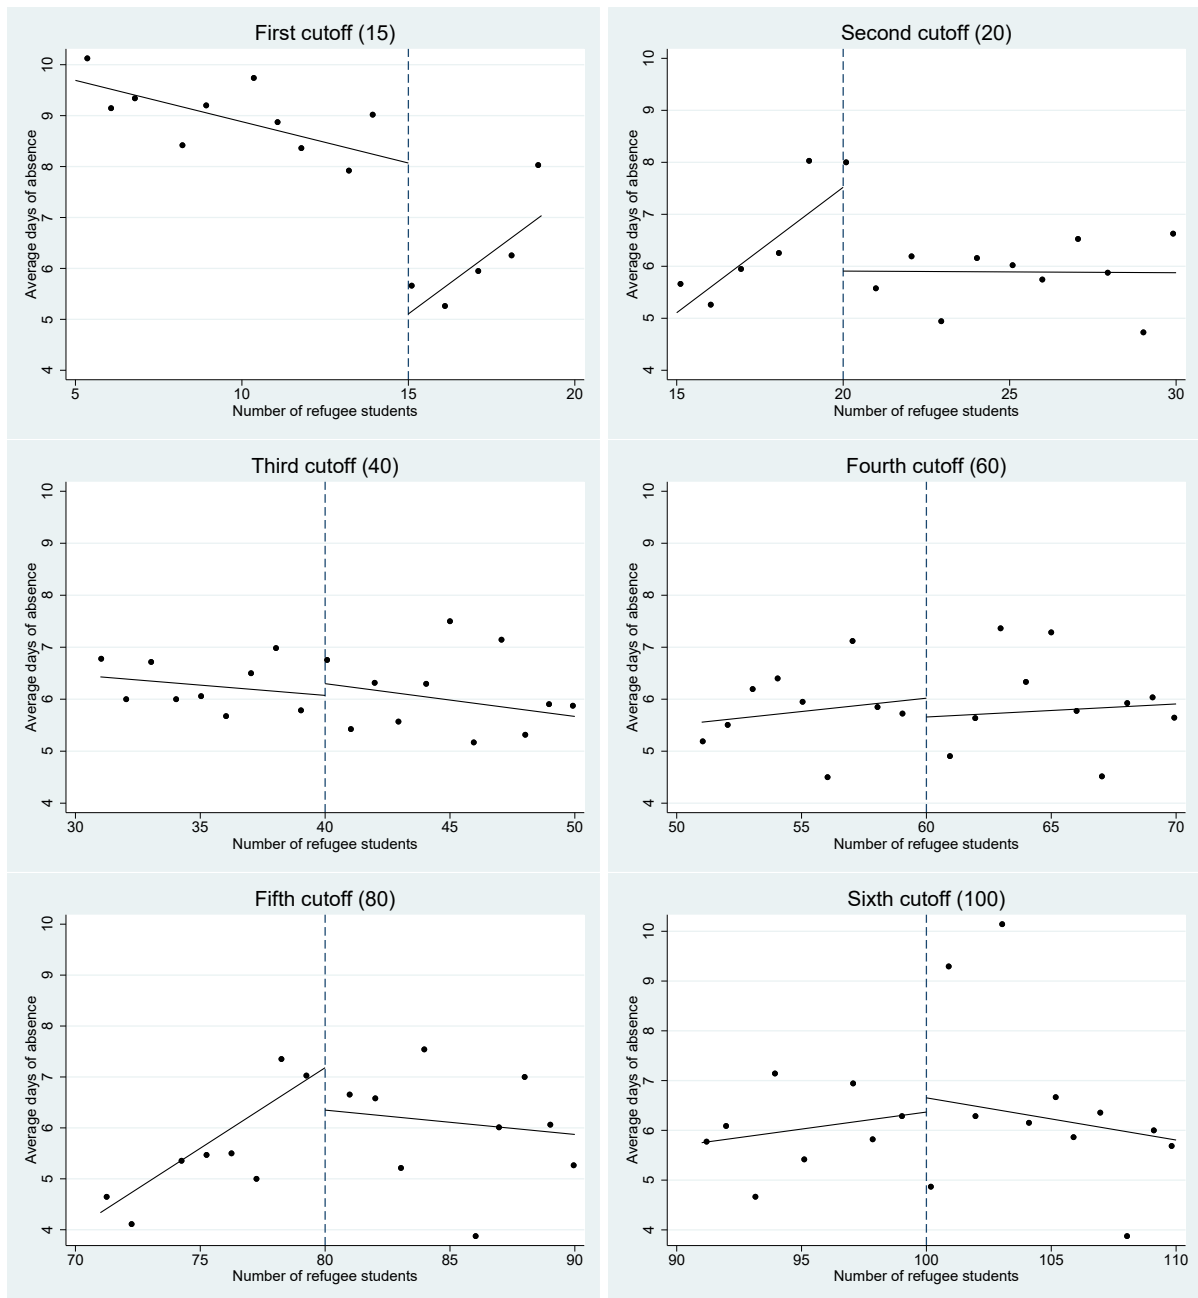 First cutoff (15)
Average days of absence
10
9
8
7
6
5
4
5 10 15 20
Number of refugee students
Second cutoff (20)
Average days of absence
10
9
8
7
6
5
4
15 20 25 30
Number of refugee students
Third cutoff (40)
Average days of absence
10
9
8
7
6
5
4
30 35 40 45 50
Number of refugee students
Fourth cutoff (60)
Average days of absence
10
9
8
7
6
5
4
50 55 60 65 70
Number of refugee students
Fifth cutoff (80)
Average days of absence
10
9
8
7
6
5
4
70 75 80 85 90
Number of refugee students
Sixth cutoff (100)
Average days of absence
10
9
8
7
6
5
4
90 95 100 105 110
Number of refugee students